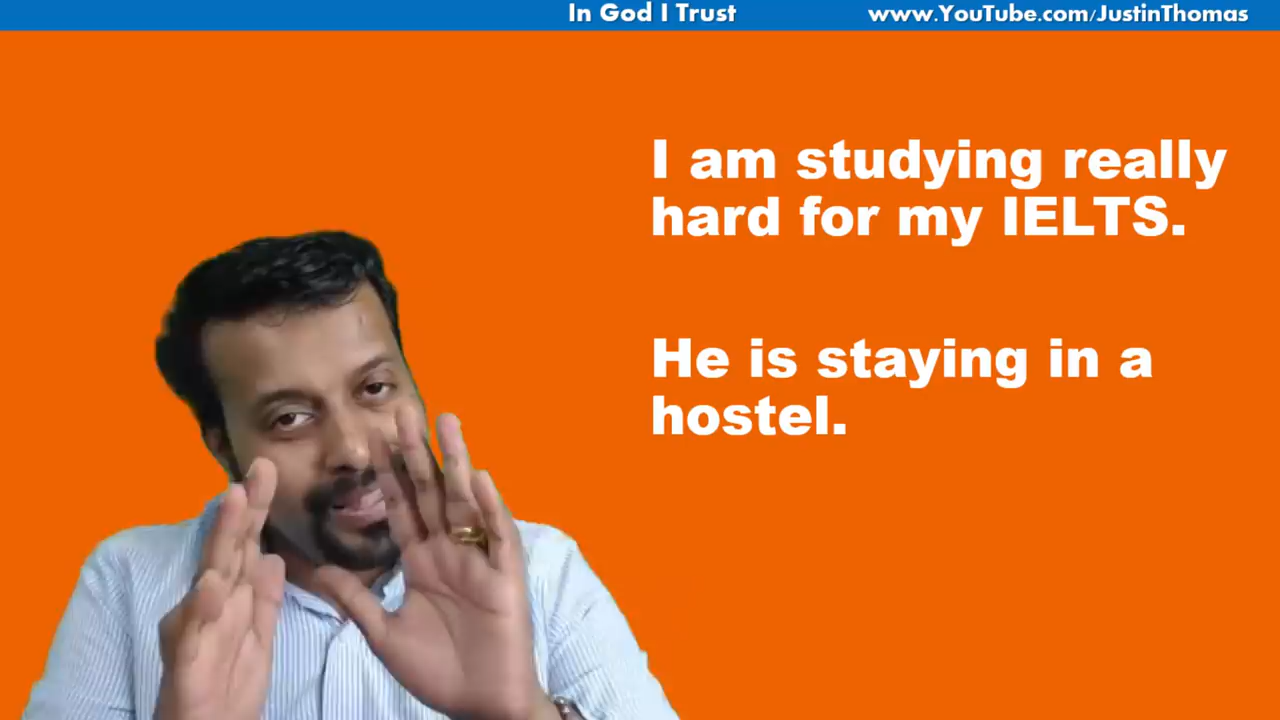 In God I Trust
www.YouTube.com/JustinThomas
I am studying really
hard for my IELTS.
He is staying in a
hostel.